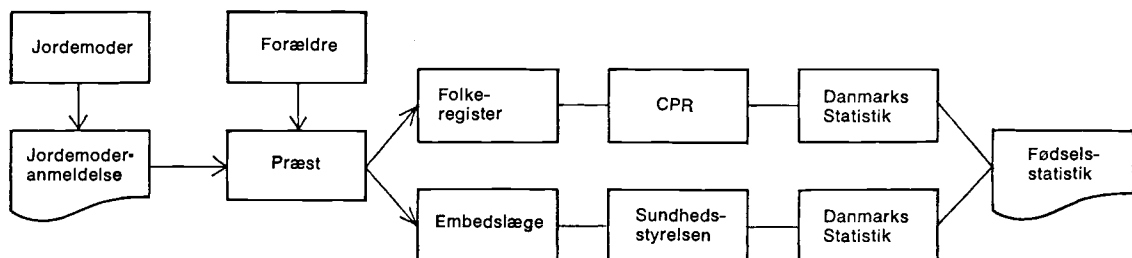 Jordemoder
Forældre
Folke-
register
CPR
Danmarks
Statistik
Jordemoder-
anmeldelse
Præst
Fødsels-
statistik
Embedslæge
Sundheds-
styrelsen
Danmarks
Statistik